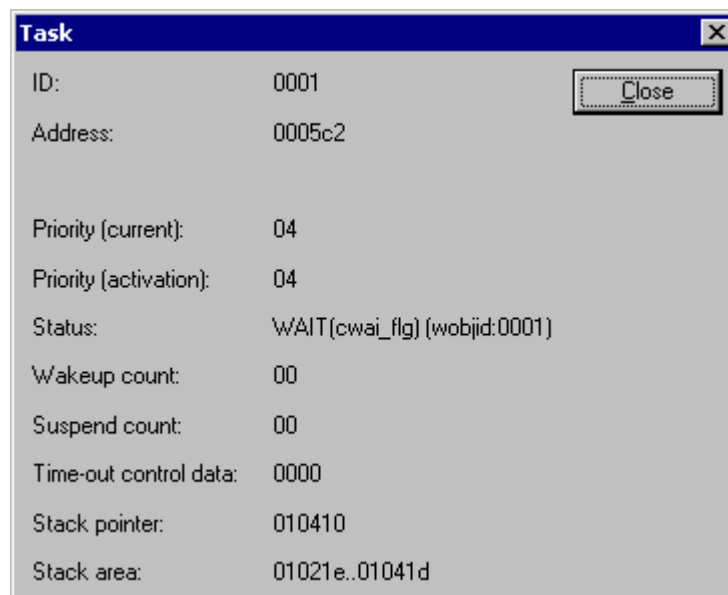 Task
ID: 0001 Close
Address: 0005c2
Priority (current): 04
Priority (activation): 04
Status: WAIT(cwai_flg) (wobjid:0001)
Wakeup count: 00
Suspend count: 00
Time-out control data: 0000
Stack pointer: 010410
Stack area: 01021e..01041d